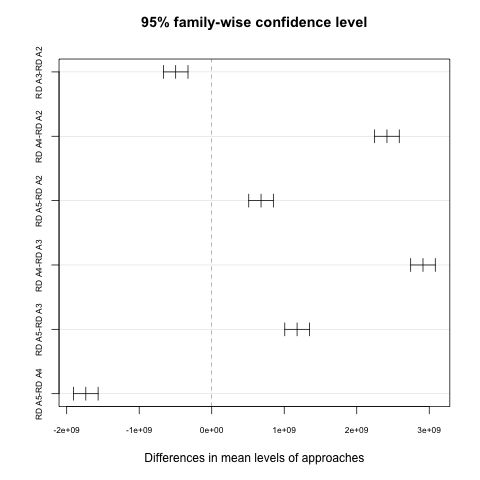 95% family-wise confidence level
RD A3-RD A2
RD A4-RD A2
RD A5-RD A2
RD A4-RD A3
RD A5-RD A3
RD A5-RD A4
-2e+09 -1e+09 0e+00 1e+09 2e+09 3e+09
Differences in mean levels of approaches